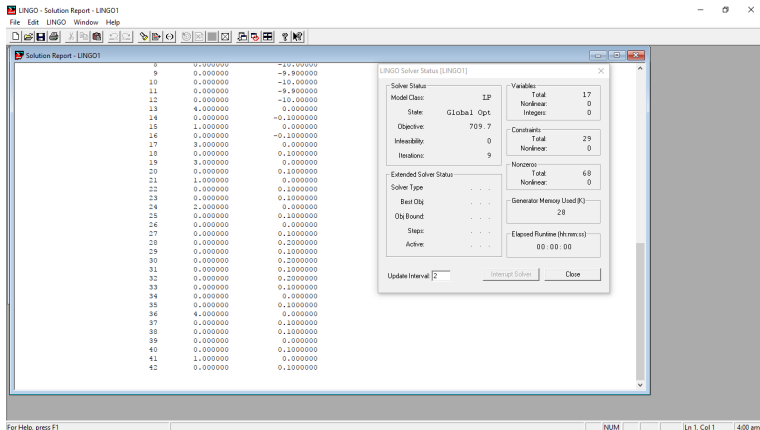 LINGO - Solution Report - LINGO1
File Edit LINGO Window Help
Solution Report - LINGO1
8 0.000000 -10.00000
9 0.000000 -9.900000
10 0.000000 -10.00000
11 0.000000 -9.900000
12 0.000000 -10.00000
13 4.000000 0.000000
14 0.000000 -0.1000000
15 1.000000 0.000000
16 0.000000 -0.1000000
17 3.000000 0.000000
18 0.000000 0.1000000
19 3.000000 0.000000
20 0.000000 0.1000000
21 1.000000 0.000000
22 0.000000 0.1000000
23 0.000000 0.1000000
24 2.000000 0.000000
25 0.000000 0.1000000
26 0.000000 0.000000
27 0.000000 0.1000000
28 0.000000 0.2000000
29 0.000000 0.1000000
30 0.000000 0.2000000
31 0.000000 0.1000000
32 0.000000 0.2000000
33 0.000000 0.1000000
34 0.000000 0.000000
35 0.000000 0.1000000
36 4.000000 0.000000
37 0.000000 0.1000000
38 0.000000 0.1000000
39 0.000000 0.000000
40 0.000000 0.1000000
41 1.000000 0.000000
42 0.000000 0.1000000
LINGO Solver Status [LINGO1]
Solver Status
Model Class: LP
State: Global Opt
Objective: 709.7
Infeasibility: 0
Iterations: 9
Extended Solver Status
Solver Type . . .
Best Obj: . . .
Obj Bound: . . .
Steps: . . .
Active: . . .
Variables
Total: 17
Nonlinear: 0
Integers: 0
Constraints
Total: 29
Nonlinear: 0
Nonzeros
Total: 68
Nonlinear: 0
Generator Memory Used (K)
28
Elapsed Runtime (hh:mm:ss)
00:00:00
Update Interval: 2
Interrupt Solver
Close
For Help, press F1
NUM
Ln 1, Col 1
4:00 am